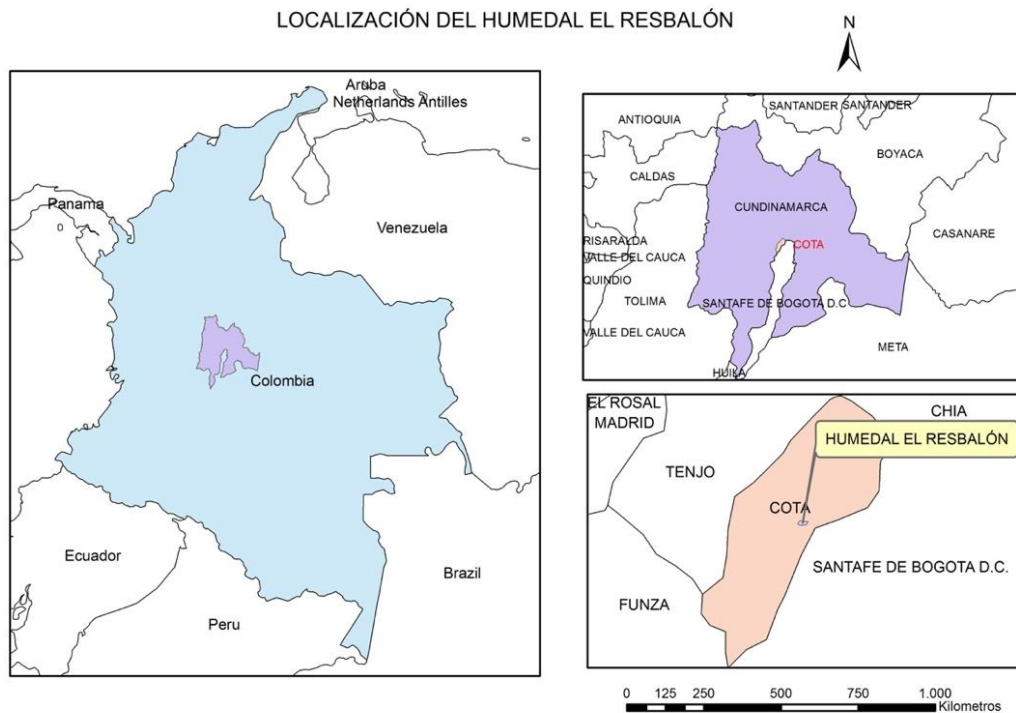 LOCALIZACIÓN DEL HUMEDAL EL RESBALÓN
N
Aruba
Netherlands Antilles
Panama
Venezuela
Colombia
Ecuador
Brazil
Peru
SANTANDER
SANTANDER
ANTIOQUIA
BOYACA
CALDAS
CUNDINAMARCA
CASANARE
RISARALDA
COTA
VALLE DEL CAUCA
QUINDIO
TOLIMA
SANTAFE DE BOGOTA D.C
VALLE DEL CAUCA
META
HUILA
EL ROSAL
MADRID
CHIA
HUMEDAL EL RESBALÓN
TENJO
COTA
SANTAFE DE BOGOTA D.C.
FUNZA
0 125 250 500 750 1.000
Kilometros